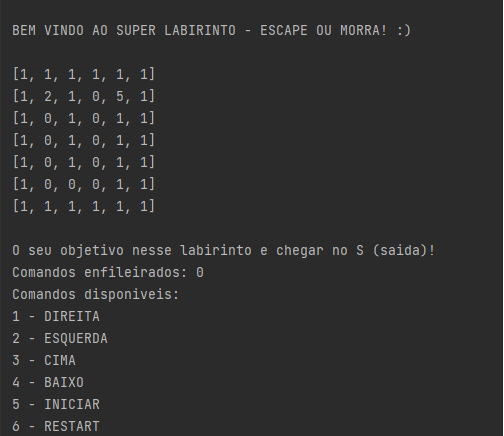 BEM VINDO AO SUPER LABIRINTO - ESCAPE OU MORRA! :)
[1, 1, 1, 1, 1, 1]
[1, 2, 1, 0, 5, 1]
[1, 0, 1, 0, 1, 1]
[1, 0, 1, 0, 1, 1]
[1, 0, 1, 0, 1, 1]
[1, 0, 0, 0, 1, 1]
[1, 1, 1, 1, 1, 1]
O seu objetivo nesse labirinto e chegar no S (saida)!
Comandos enfileirados: 0
Comandos disponiveis:
1 - DIREITA
2 - ESQUERDA
3 - CIMA
4 - BAIXO
5 - INICIAR
6 - RESTART